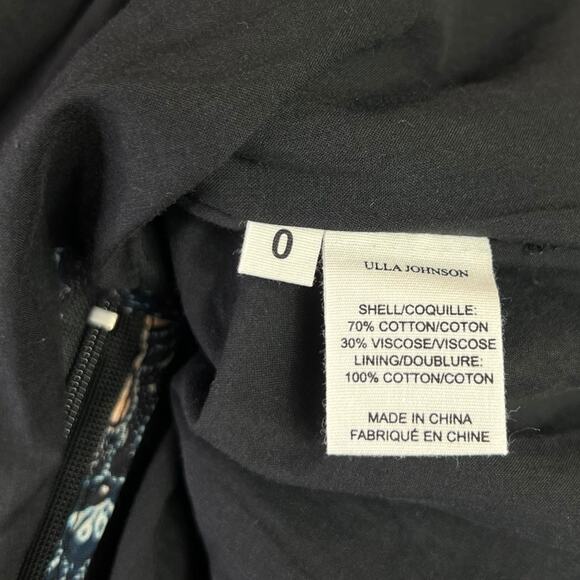 0
ULLA JOHNSON
SHELL/COQUILLE:
70% COTTON/COTON
30% VISCOSE/VISCOSE
LINING/DOUBLURE:
100% COTTON/COTON
MADE IN CHINA
FABRIQUÉ EN CHINE